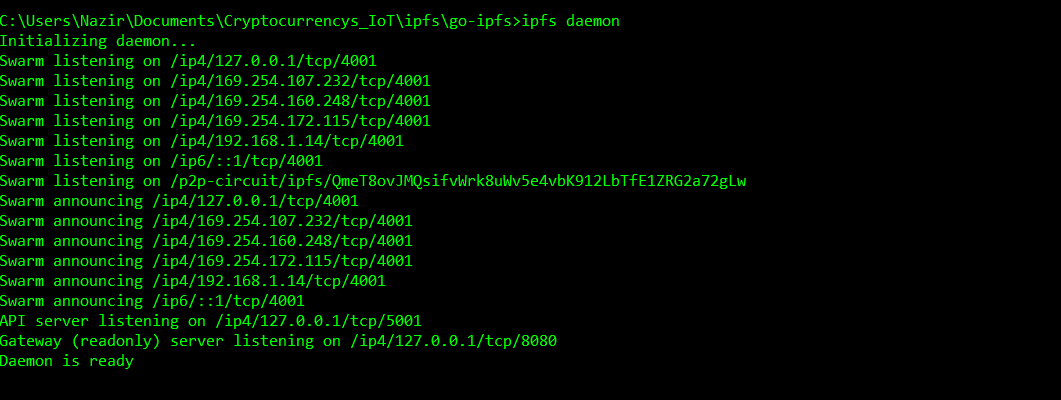 C:\Users\Nazir\Documents\Cryptocurrencys_IoT\ipfs\go-ipfs>ipfs daemon
Initializing daemon...
Swarm listening on /ip4/127.0.0.1/tcp/4001
Swarm listening on /ip4/169.254.107.232/tcp/4001
Swarm listening on /ip4/169.254.160.248/tcp/4001
Swarm listening on /ip4/169.254.172.115/tcp/4001
Swarm listening on /ip4/192.168.1.14/tcp/4001
Swarm listening on /ip6/::1/tcp/4001
Swarm listening on /p2p-circuit/ipfs/QmeT8ovJMQsifvWrk8uWv5e4vbK912LbTfE1ZRG2a72gLw
Swarm announcing /ip4/127.0.0.1/tcp/4001
Swarm announcing /ip4/169.254.107.232/tcp/4001
Swarm announcing /ip4/169.254.160.248/tcp/4001
Swarm announcing /ip4/169.254.172.115/tcp/4001
Swarm announcing /ip4/192.168.1.14/tcp/4001
Swarm announcing /ip6/::1/tcp/4001
API server listening on /ip4/127.0.0.1/tcp/5001
Gateway (readonly) server listening on /ip4/127.0.0.1/tcp/8080
Daemon is ready